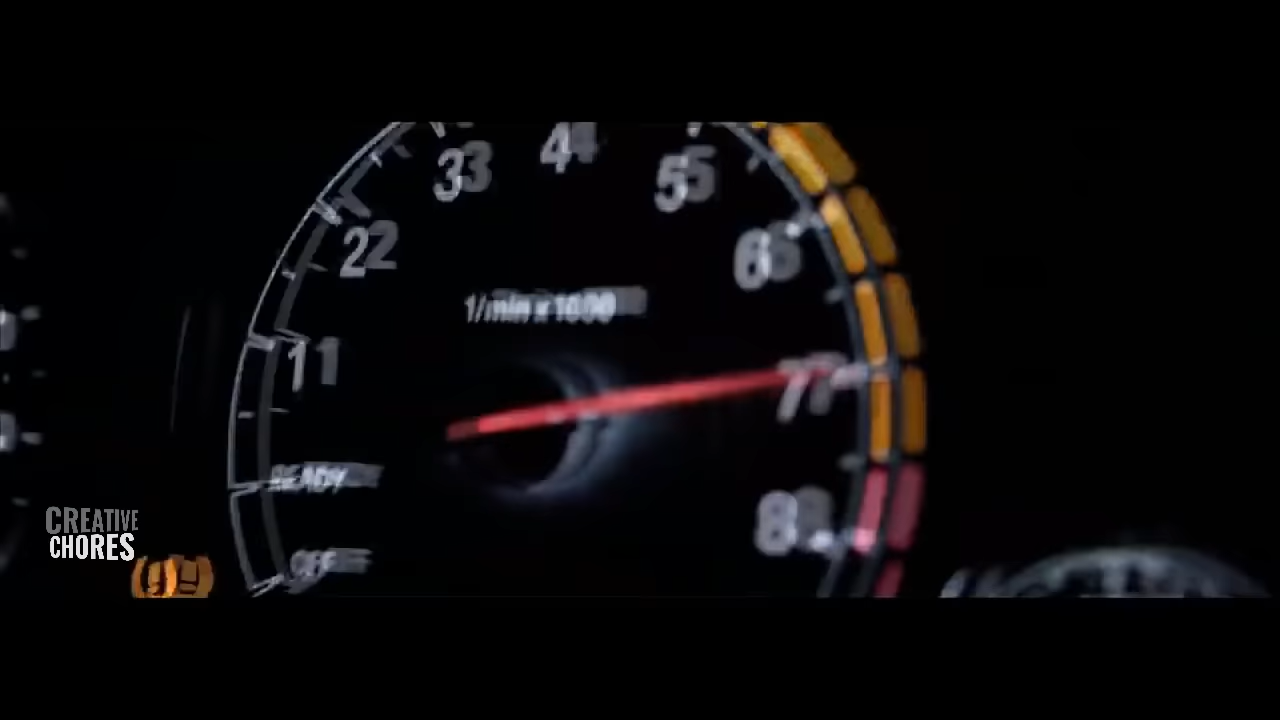 33
44
55
22
66
1/min x 1000
11
77
READY
88
OFF
CREATIVE
CHORES